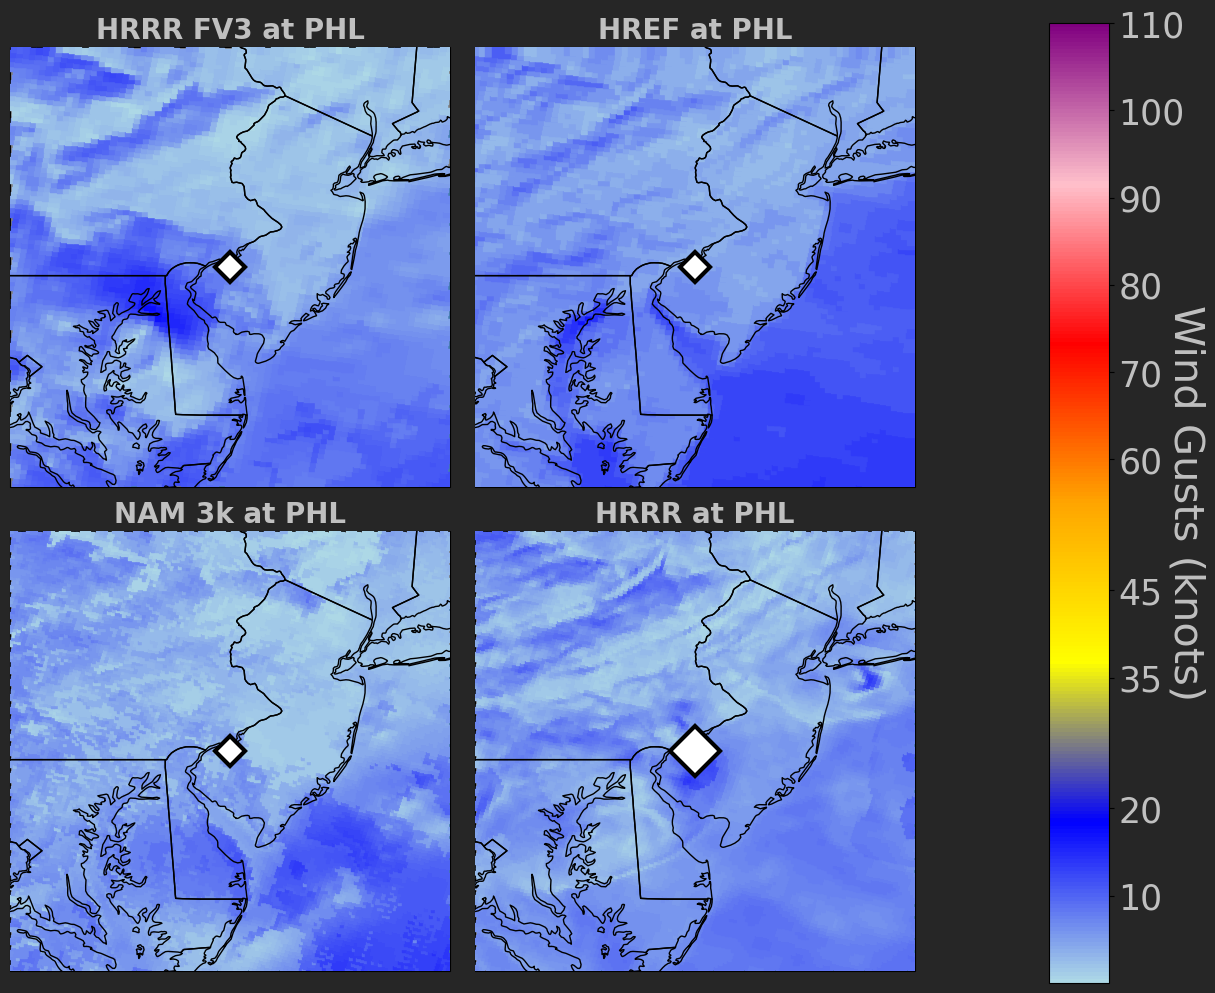 HRRR FV3 at PHL
HREF at PHL
NAM 3k at PHL
HRRR at PHL
110
100
90
80
70
60
45
35
20
10
Wind Gusts (knots)